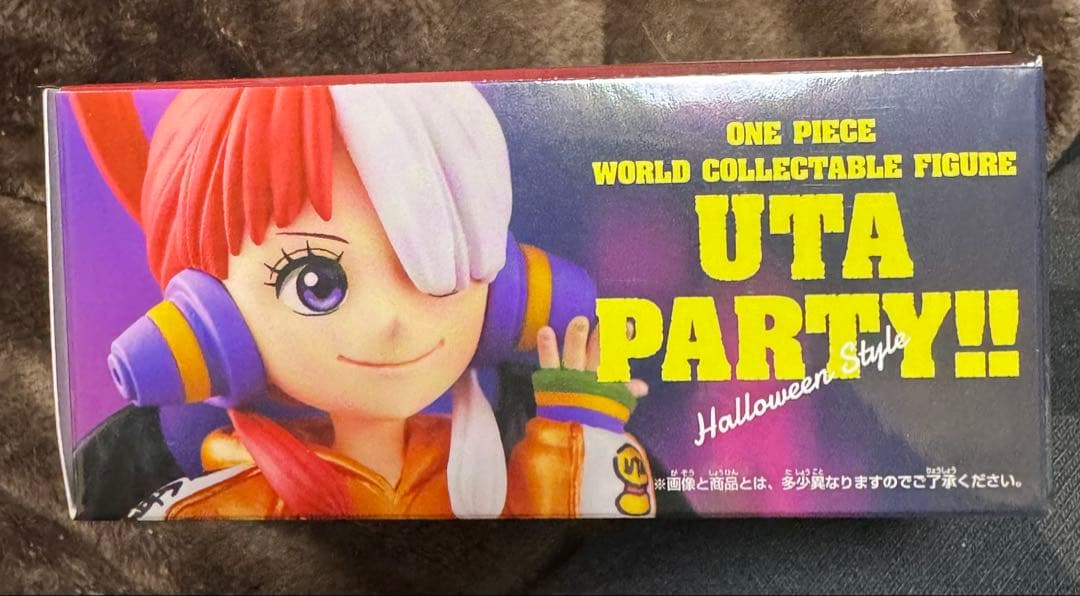 ONE PIECE
WORLD COLLECTABLE FIGURE
UTA
PARTY!!
Halloween Style
※画像と商品とは、多少異なりますのでご了承ください。